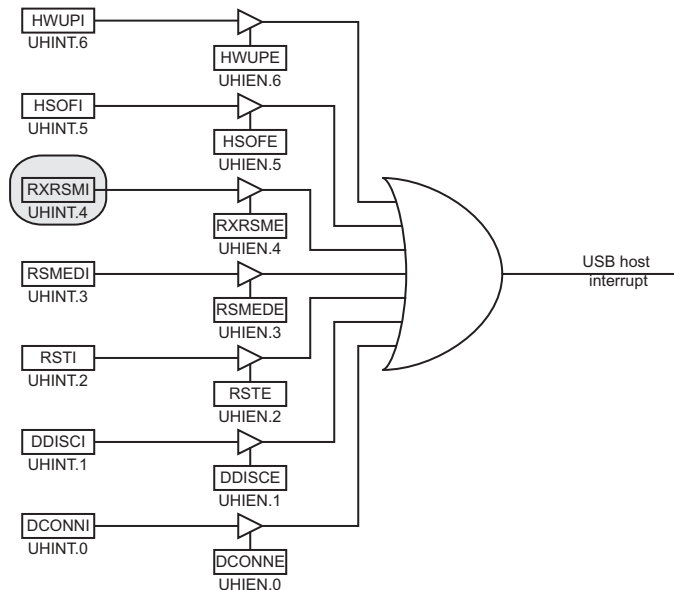 HWUPI
UHINT.6
HWUPE
UHIEN.6
HSOFI
UHINT.5
HSOFE
UHIEN.5
RXRSMI
UHINT.4
RXRSME
UHIEN.4
RSMEDI
UHINT.3
RSMEDE
UHIEN.3
RSTI
UHINT.2
RSTE
UHIEN.2
DDISCI
UHINT.1
DDISCE
UHIEN.1
DCONNI
UHINT.0
DCONNE
UHIEN.0
USB host
interrupt